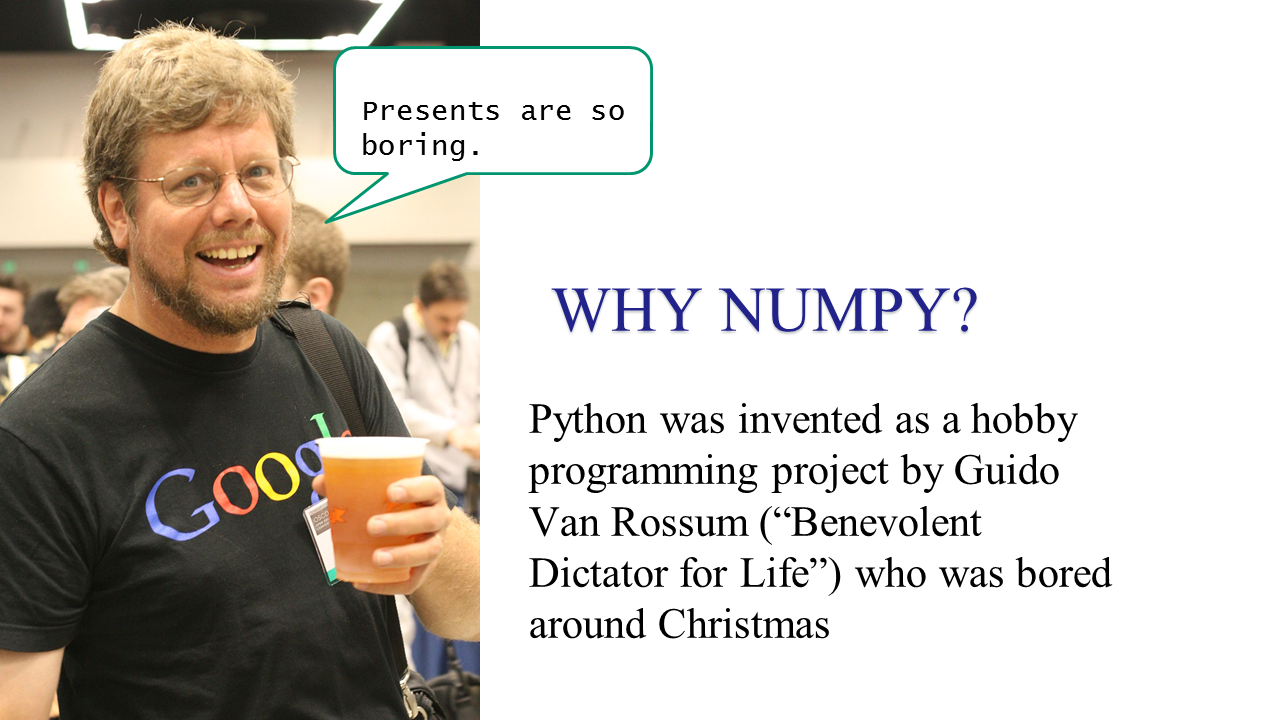 Presents are so
boring.
WHY NUMPY?
Google
Python was invented as a hobby
programming project by Guido
Van Rossum (“Benevolent
Dictator for Life”) who was bored
around Christmas